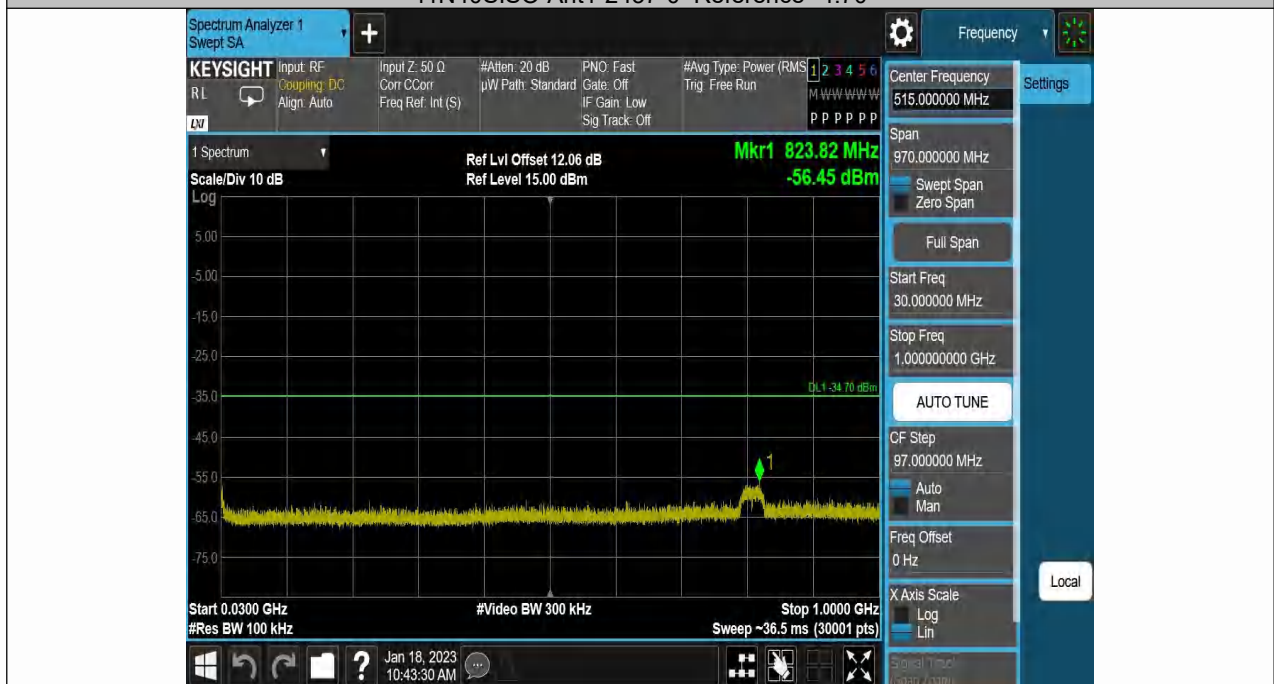 Spectrum Analyzer 1
Swept SA
Frequency
KEYSIGHT
RL
LXI
Input: RF
Coupling: DC
Align: Auto
Input Z: 50 Ω
Corr CCorr
Freq Ref: Int (S)
#Atten: 20 dB
µW Path: Standard
PNO: Fast
Gate: Off
IF Gain: Low
Sig Track: Off
#Avg Type: Power (RMS
Trig: Free Run
1 2 3 4 5 6
M W W W W W
P P P P P P
Center Frequency
515.000000 MHz
Settings
Span
970.000000 MHz
Swept Span
Zero Span
Full Span
Start Freq
30.000000 MHz
Stop Freq
1.000000000 GHz
AUTO TUNE
CF Step
97.000000 MHz
Auto
Man
Freq Offset
0 Hz
X Axis Scale
Log
Lin
Local
1 Spectrum
Scale/Div 10 dB
Ref Lvl Offset 12.06 dB
Ref Level 15.00 dBm
Mkr1 823.82 MHz
-56.45 dBm
Log
5.00
-5.00
-15.0
-25.0
DL1 -34.70 dBm
-35.0
-45.0
1
-55.0
-65.0
-75.0
Start 0.0300 GHz
#Video BW 300 kHz
Stop 1.0000 GHz
#Res BW 100 kHz
Sweep ~36.5 ms (30001 pts)
?
Jan 18, 2023
10:43:30 AM